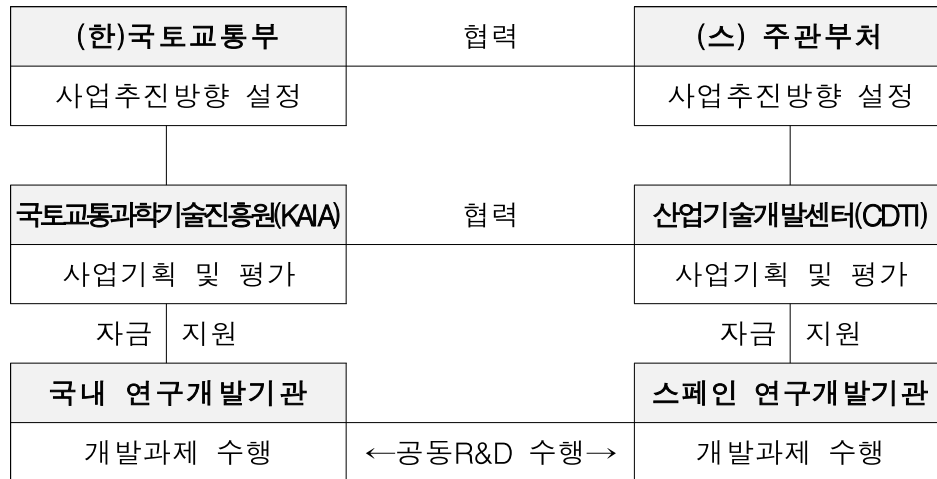 (한)국토교통부 협력 (스) 주관부처
사업추진방향 설정 사업추진방향 설정
국토교통과학기술진흥원(KAIA) 협력 산업기술개발센터(CDTI)
사업기획 및 평가 사업기획 및 평가
자금 지원 자금 지원
국내 연구개발기관 스페인 연구개발기관
개발과제 수행 ←공동R&D 수행→ 개발과제 수행